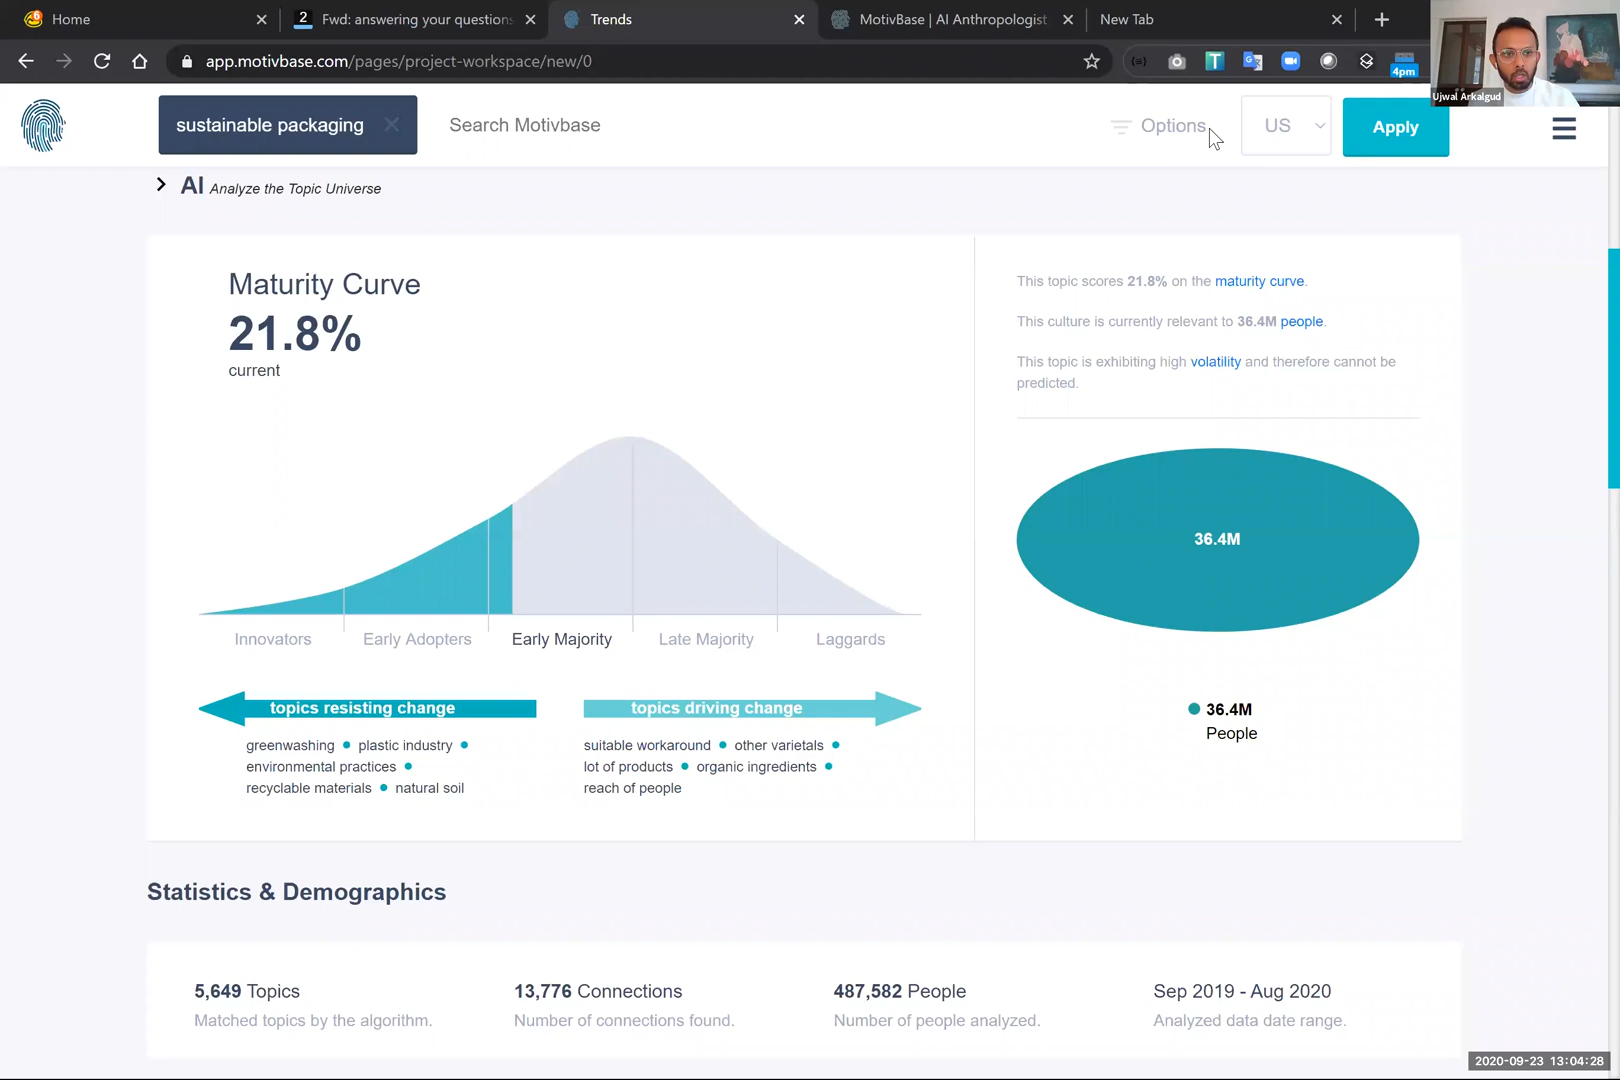 Home
2 Fwd: answering your questions
Trends
MotivBase | AI Anthropologist
New Tab
app.motivbase.com/pages/project-workspace/new/0
4pm
Ujwal Arkalgud
sustainable packaging
Search Motivbase
Options
US
Apply
AI Analyze the Topic Universe
Maturity Curve
21.8%
current
This topic scores 21.8% on the maturity curve.
This culture is currently relevant to 36.4M people.
This topic is exhibiting high volatility and therefore cannot be
predicted.
36.4M
Innovators
Early Adopters
Early Majority
Late Majority
Laggards
topics resisting change
greenwashing • plastic industry •
environmental practices •
recyclable materials • natural soil
topics driving change
suitable workaround • other varietals •
lot of products • organic ingredients •
reach of people
36.4M
People
Statistics & Demographics
5,649 Topics
Matched topics by the algorithm.
13,776 Connections
Number of connections found.
487,582 People
Number of people analyzed.
Sep 2019 - Aug 2020
Analyzed data date range.
2020-09-23 13:04:28